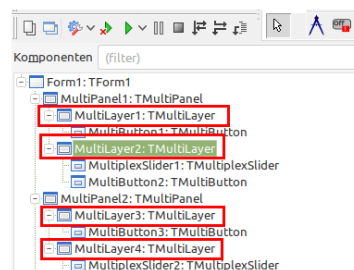 Komponenten (filter)
Form1: TForm1
MultiPanel1: TMultiPanel
MultiLayer1: TMultiLayer
MultiButton1: TMultiButton
MultiLayer2: TMultiLayer
MultiplexSlider1: TMultiplexSlider
MultiButton2: TMultiButton
MultiPanel2: TMultiPanel
MultiLayer3: TMultiLayer
MultiButton3: TMultiButton
MultiLayer4: TMultiLayer
MultiplexSlider2: TMultiplexSlider